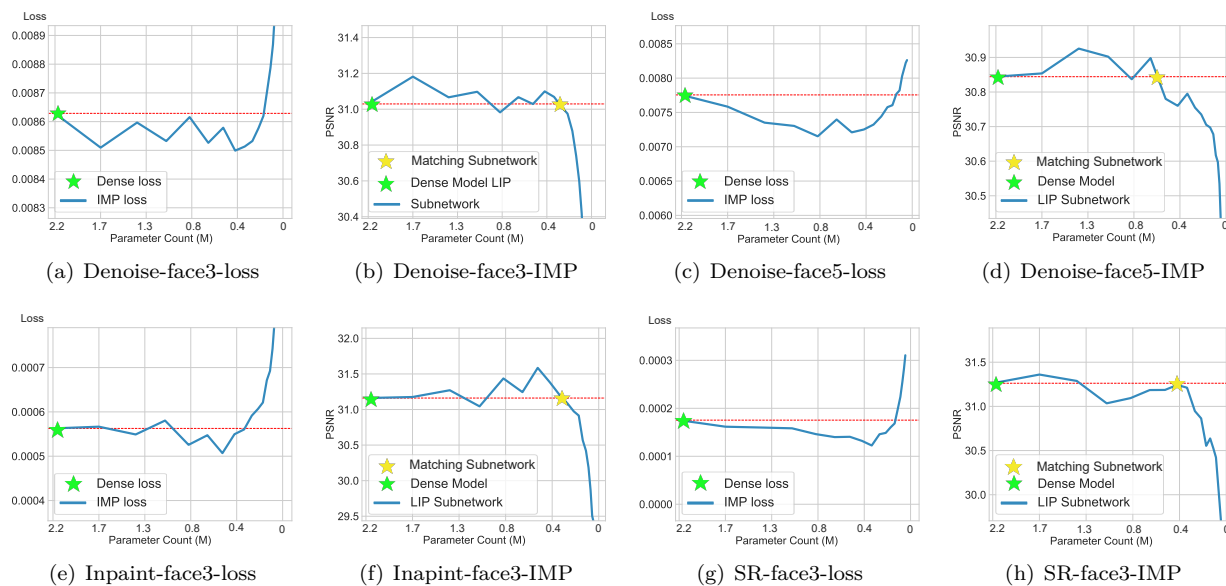 Loss
0.0089
0.0088
0.0087
0.0086
0.0085
0.0084
0.0083
Dense loss
IMP loss
2.2 1.7 1.3 0.8 0.4 0
Parameter Count (M)
(a) Denoise-face3-loss
31.4
31.2
31.0
30.8
30.6
30.4
PSNR
Matching Subnetwork
Dense Model LIP
Subnetwork
2.2 1.7 1.3 0.8 0.4 0
Parameter Count (M)
(b) Denoise-face3-IMP
Loss
0.0085
0.0080
0.0075
0.0070
0.0065
0.0060
Dense loss
IMP loss
2.2 1.7 1.3 0.8 0.4 0
Parameter Count (M)
(c) Denoise-face5-loss
30.9
30.8
30.7
30.6
30.5
PSNR
Matching Subnetwork
Dense Model
LIP Subnetwork
2.2 1.7 1.3 0.8 0.4 0
Parameter Count (M)
(d) Denoise-face5-IMP
Loss
0.0007
0.0006
0.0005
0.0004
Dense loss
IMP loss
2.2 1.7 1.3 0.8 0.4 0
Parameter Count (M)
(e) Inpaint-face3-loss
32.0
31.5
31.0
30.5
30.0
29.5
PSNR
Matching Subnetwork
Dense Model
LIP Subnetwork
2.2 1.7 1.3 0.8 0.4 0
Parameter Count (M)
(f) Inapint-face3-IMP
Loss
0.0003
0.0002
0.0001
0.0000
Dense loss
IMP loss
2.2 1.7 1.3 0.8 0.4 0
Parameter Count (M)
(g) SR-face3-loss
31.5
31.0
30.5
30.0
PSNR
Matching Subnetwork
Dense Model
LIP Subnetwork
2.2 1.7 1.3 0.8 0.4 0
Parameter Count (M)
(h) SR-face3-IMP